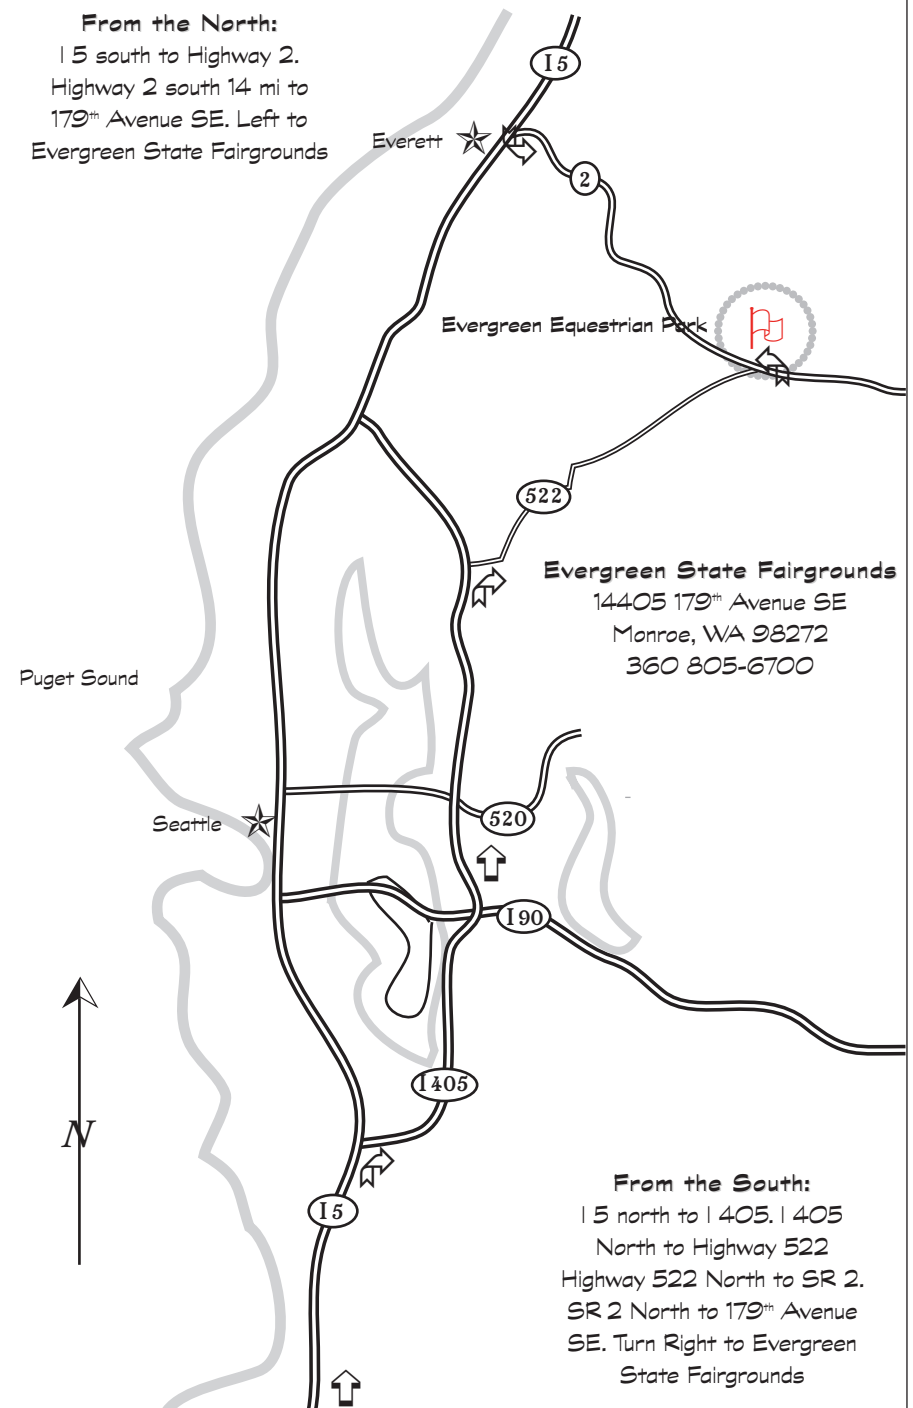 From the North:
I 5 south to Highway 2.
Highway 2 south 14 mi to
179th Avenue SE. Left to
Evergreen State Fairgrounds
I 5
Everett
2
Evergreen Equestrian Park
522
Evergreen State Fairgrounds
14405 179th Avenue SE
Monroe, WA 98272
360 805-6700
Puget Sound
Seattle
520
I 90
I 405
N
I 5
From the South:
I 5 north to I 405. I 405
North to Highway 522
Highway 522 North to SR 2.
SR 2 North to 179th Avenue
SE. Turn Right to Evergreen
State Fairgrounds